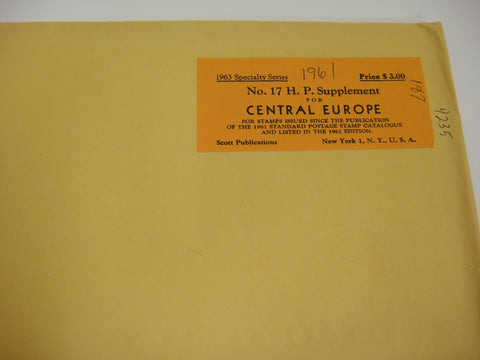 1963 Specialty Series 1961 Price $3.00
No. 17 H. P. Supplement
FOR
CENTRAL EUROPE
FOR STAMPS ISSUED SINCE THE PUBLICATION
OF THE 1961 STANDARD POSTAGE STAMP CATALOGUE
AND LISTED IN THE 1962 EDITION.
Scott Publications New York 1, N. Y., U. S. A.
197